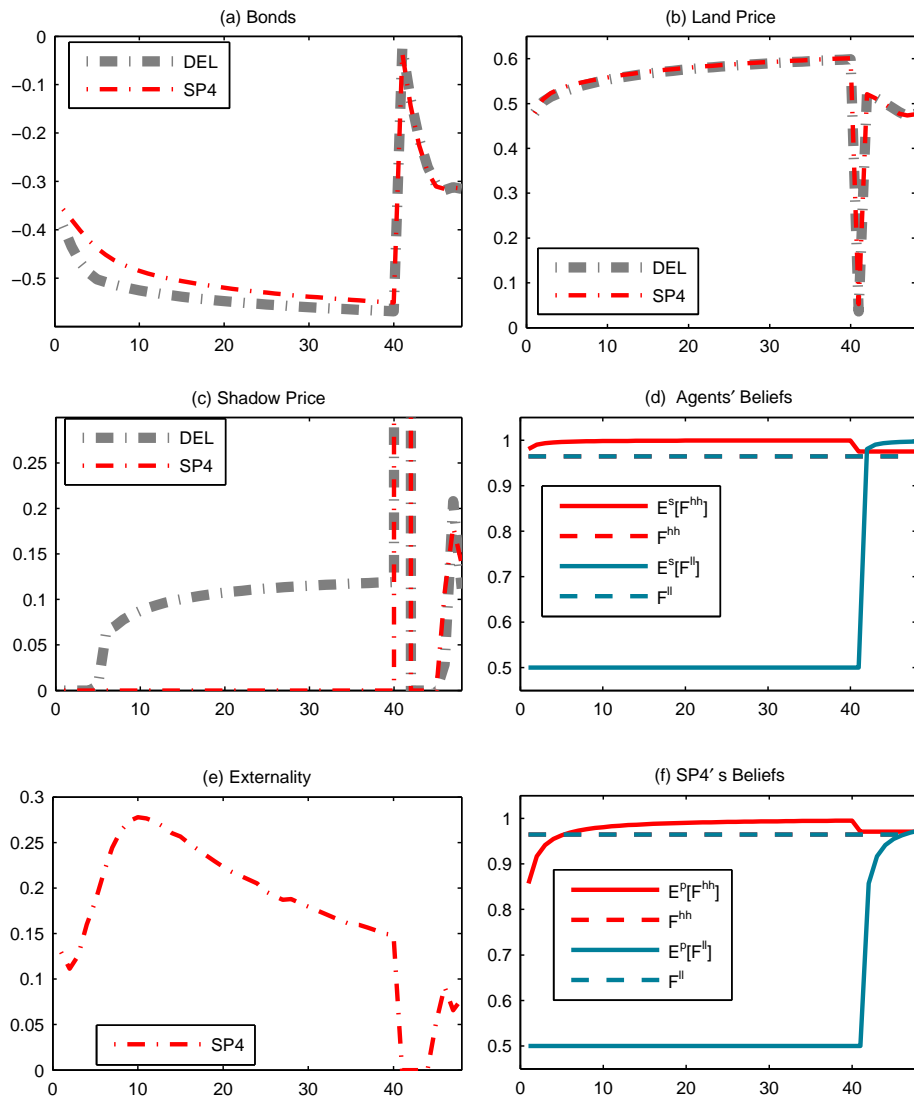 (a) Bonds
0
−0.1
−0.2
−0.3
−0.4
−0.5
0 10 20 30 40
DEL
SP4
(b) Land Price
0.6
0.5
0.4
0.3
0.2
0.1
0
0 10 20 30 40
DEL
SP4
(c) Shadow Price
0.25
0.2
0.15
0.1
0.05
0
0 10 20 30 40
DEL
SP4
(d) Agents′ Beliefs
1
0.9
0.8
0.7
0.6
0.5
0 10 20 30 40
E^s[F^hh]
F^hh
E^s[F^ll]
F^ll
(e) Externality
0.3
0.25
0.2
0.15
0.1
0.05
0
0 10 20 30 40
SP4
(f) SP4′ s Beliefs
1
0.9
0.8
0.7
0.6
0.5
0 10 20 30 40
E^p[F^hh]
F^hh
E^p[F^ll]
F^ll